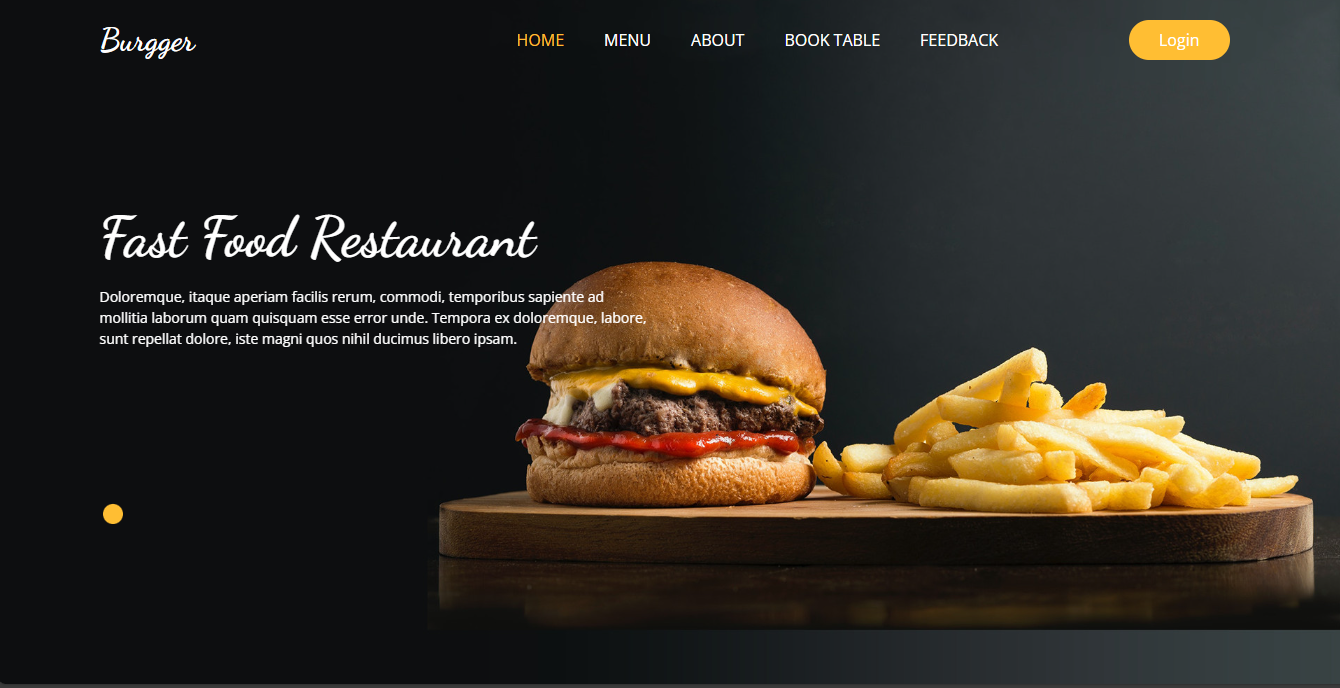 Burgger
HOME MENU ABOUT BOOK TABLE FEEDBACK
Login
Fast Food Restaurant
Doloremque, itaque aperiam facilis rerum, commodi, temporibus sapiente ad
mollitia laborum quam quisquam esse error unde. Tempora ex doloremque, labore,
sunt repellat dolore, iste magni quos nihil ducimus libero ipsam.